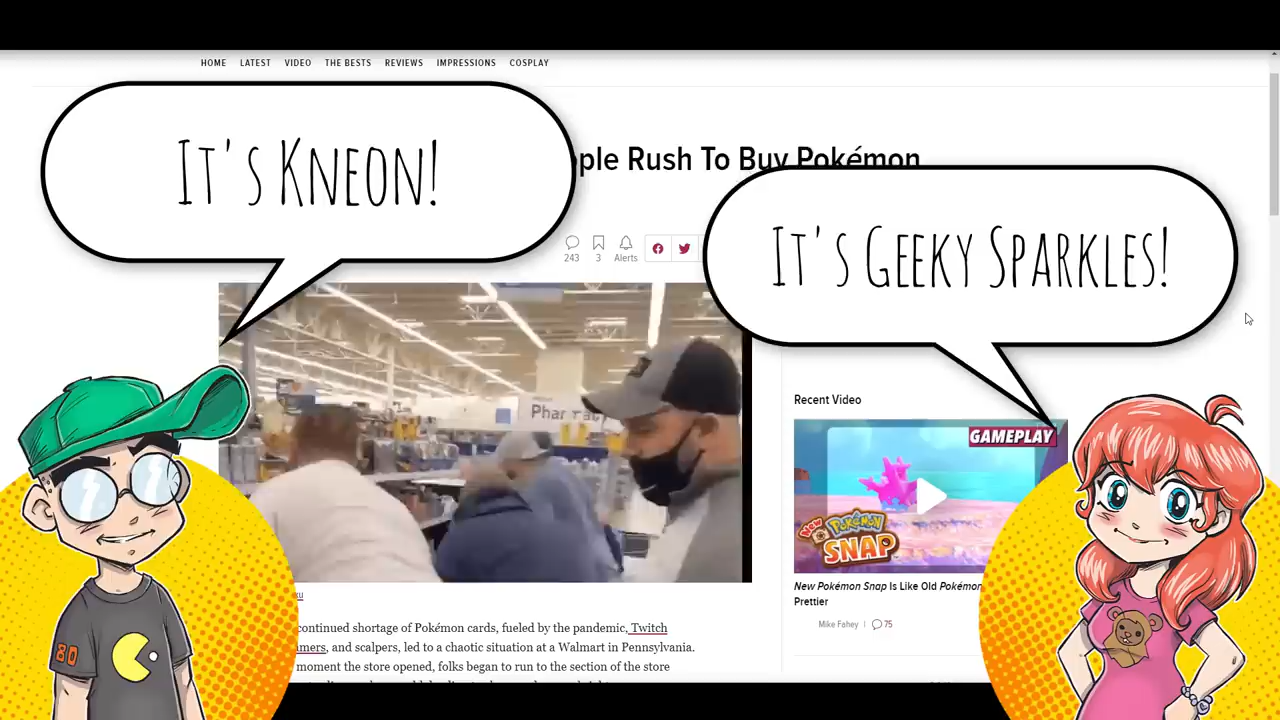 HOME LATEST VIDEO THE BESTS REVIEWS IMPRESSIONS COSPLAY
It's Kneon!
Rush To Buy Pokémon
It's Geeky Sparkles!
243
3
Alerts
Pharmacy
Recent Video
GAMEPLAY
New POKÉMON SNAP
New Pokémon Snap Is Like Old Pokémon
Prettier
Mike Fahey | 75
continued shortage of Pokémon cards, fueled by the pandemic, Twitch
, and scalpers, led to a chaotic situation at a Walmart in Pennsylvania.
moment the store opened, folks began to run to the section of the store
80